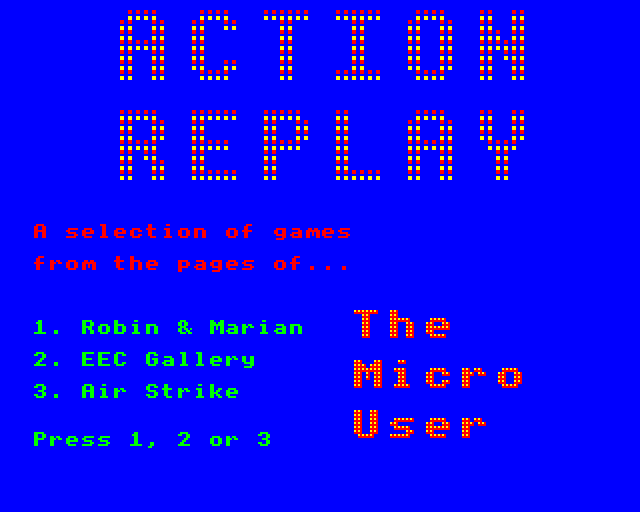 ACTION
REPLAY
A selection of games
from the pages of...
1. Robin & Marian
2. EEC Gallery
3. Air Strike
Press 1, 2 or 3
The
Micro
User